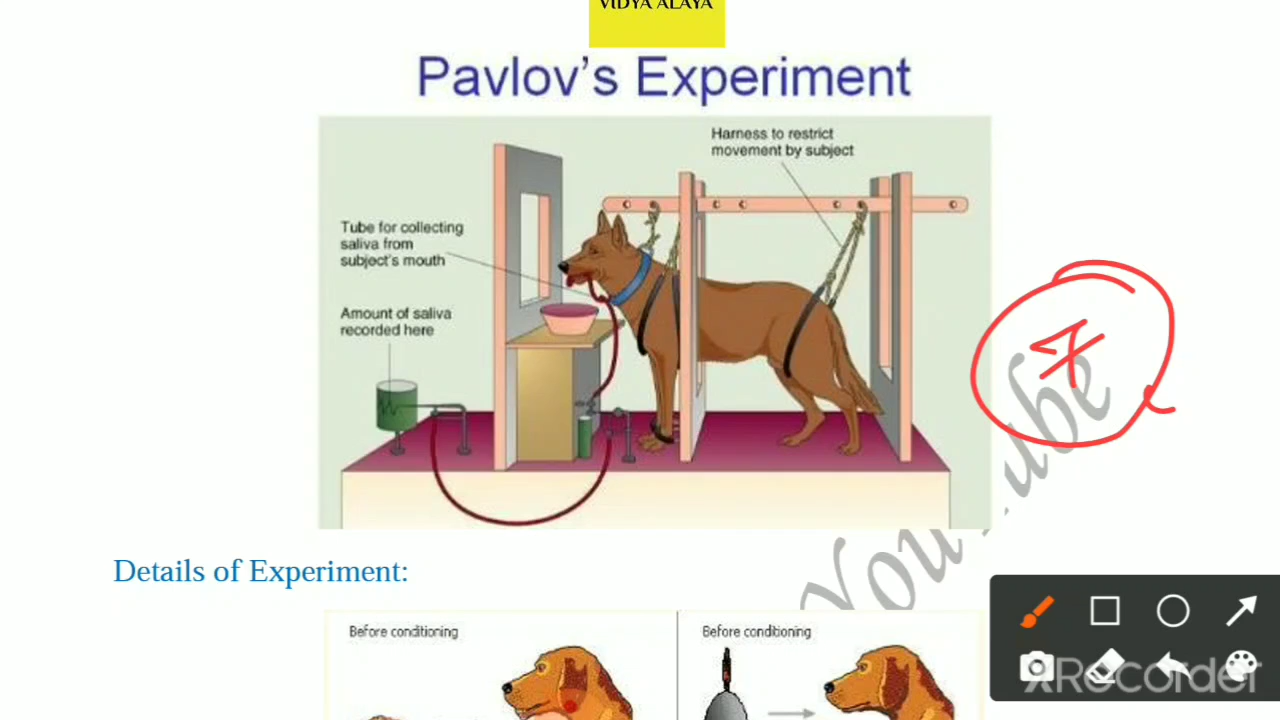 VIDYA ALAYA
Pavlov's Experiment
Harness to restrict
movement by subject
Tube for collecting
saliva from
subject's mouth
Amount of saliva
recorded here
YouTube
Details of Experiment:
Before conditioning
Before conditioning
XRecorder